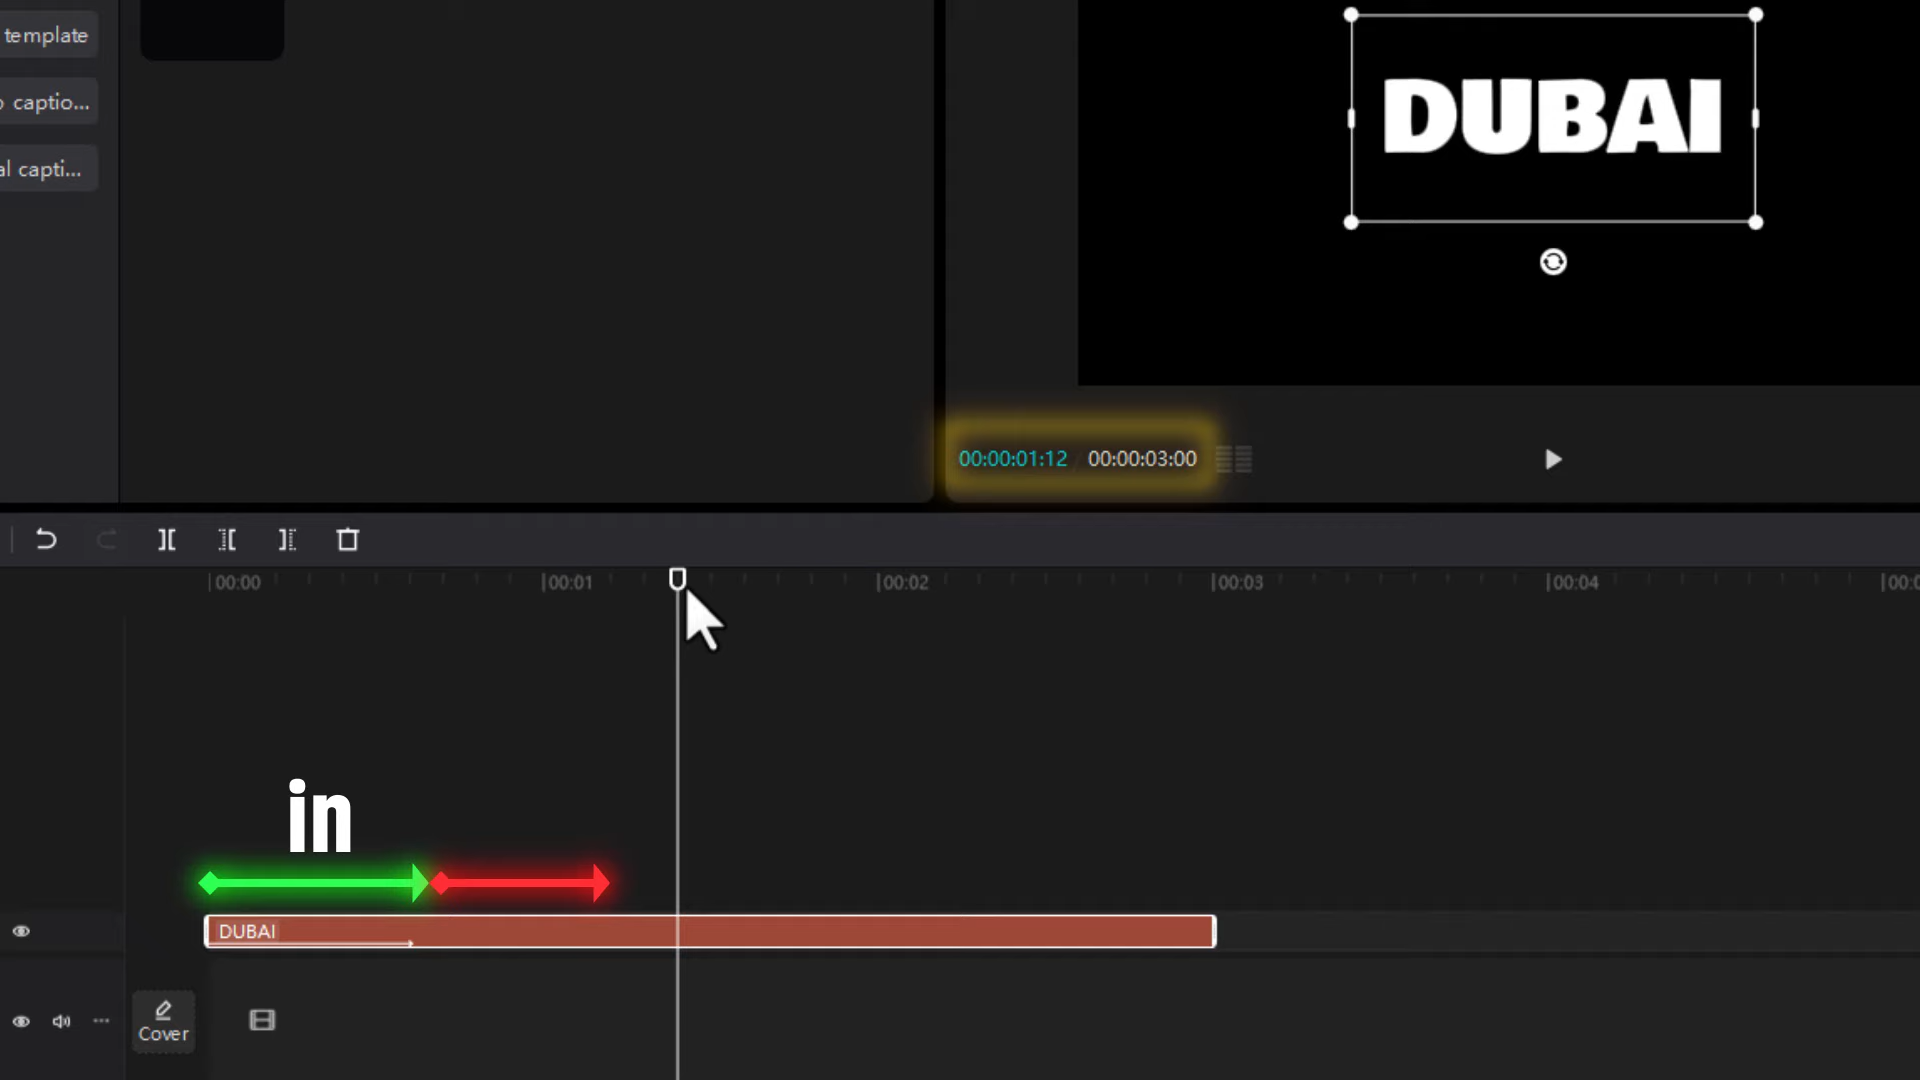 template
o captio...
al capti...
DUBAI
00:00:01:12
00:00:03:00
00:00
00:01
00:02
00:03
00:04
in
DUBAI
Cover